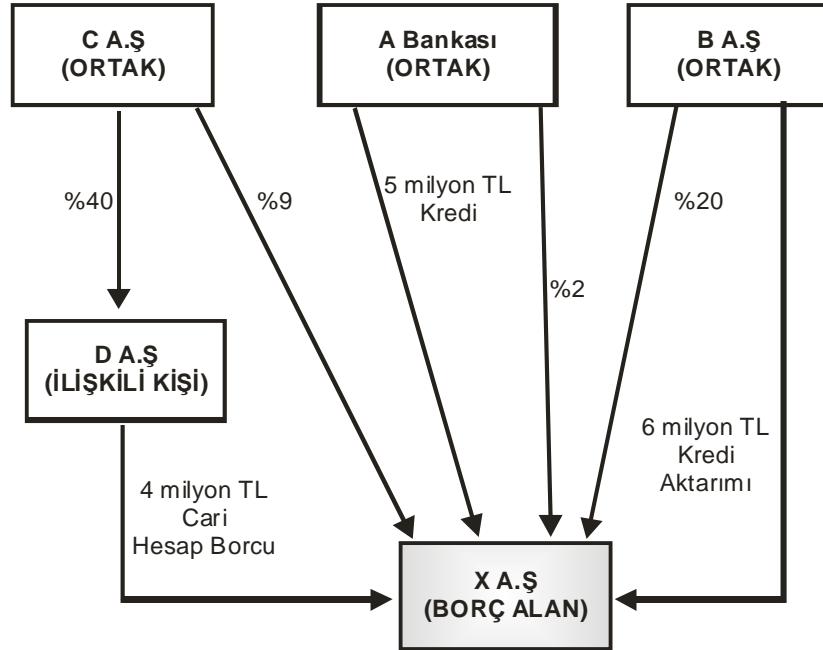 C A.Ş
(ORTAK)
A Bankası
(ORTAK)
B A.Ş
(ORTAK)
%40
%9
5 milyon TL
Kredi
%20
%2
D A.Ş
(İLİŞKİLİ KİŞİ)
6 milyon TL
Kredi
Aktarımı
4 milyon TL
Cari
Hesap Borcu
X A.Ş
(BORÇ ALAN)